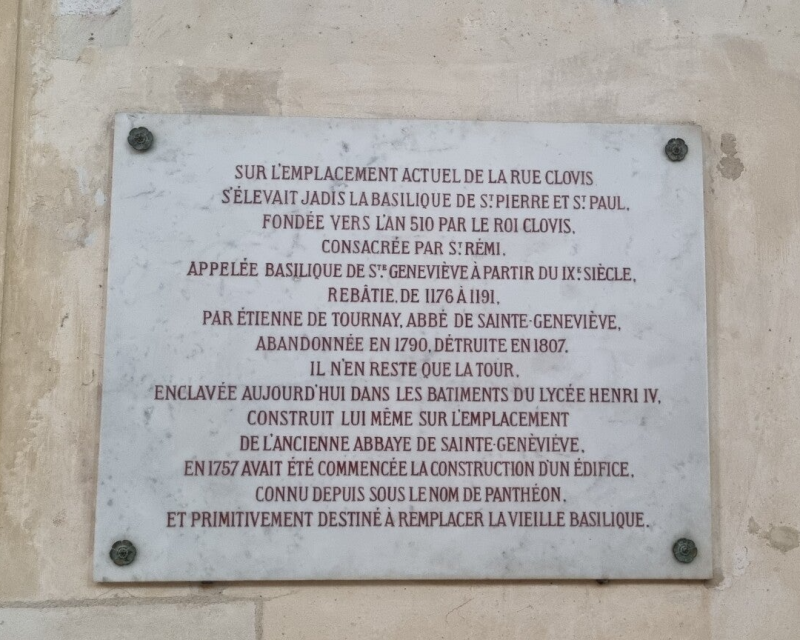 SUR L'EMPLACEMENT ACTUEL DE LA RUE CLOVIS
S'ÉLEVAIT JADIS LA BASILIQUE DE ST PIERRE ET ST PAUL,
FONDÉE VERS L'AN 510 PAR LE ROI CLOVIS,
CONSACRÉE PAR ST RÉMI,
APPELÉE BASILIQUE DE STE GENEVIÈVE À PARTIR DU IXE SIÈCLE,
REBÂTIE, DE 1176 À 1191,
PAR ÉTIENNE DE TOURNAY, ABBÉ DE SAINTE-GENEVIÈVE,
ABANDONNÉE EN 1790, DÉTRUITE EN 1807.
IL N'EN RESTE QUE LA TOUR,
ENCLAVÉE AUJOURD'HUI DANS LES BATIMENTS DU LYCÉE HENRI IV,
CONSTRUIT LUI MÊME SUR L'EMPLACEMENT
DE L'ANCIENNE ABBAYE DE SAINTE-GENÈVIÈVE,
EN 1757 AVAIT ÉTÉ COMMENCÉE LA CONSTRUCTION D'UN ÉDIFICE,
CONNU DEPUIS SOUS LE NOM DE PANTHÉON,
ET PRIMITIVEMENT DESTINÉ À REMPLACER LA VIEILLE BASILIQUE.